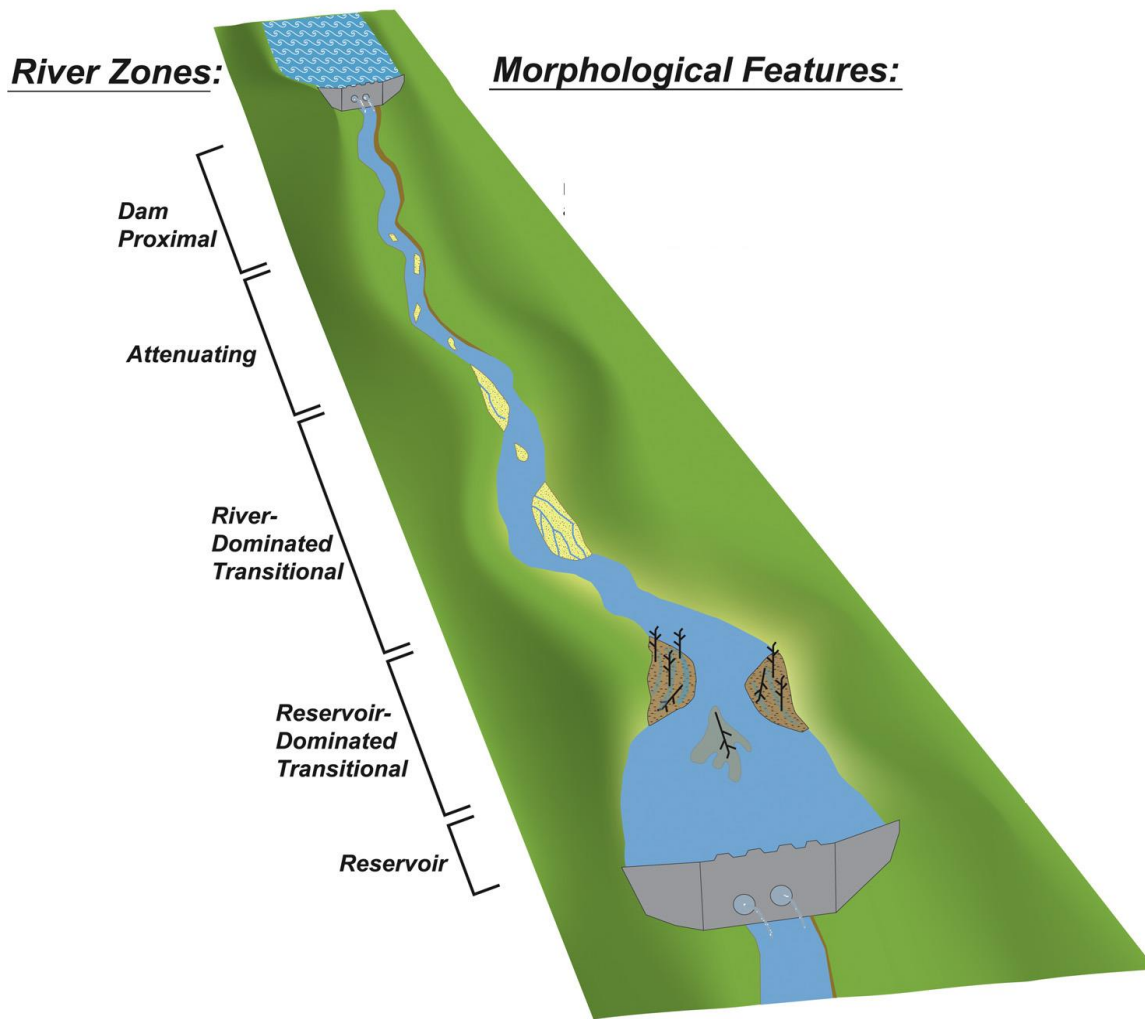 River Zones:
Morphological Features:
Dam
Proximal
Attenuating
River-
Dominated
Transitional
Reservoir-
Dominated
Transitional
Reservoir